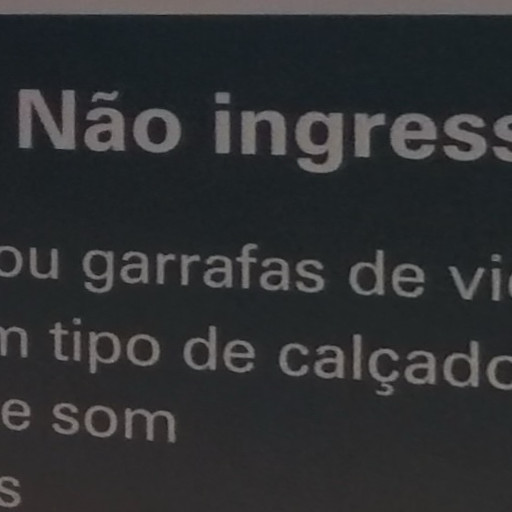 Não ingress
ou garrafas de vi
m tipo de calçado
e som
s